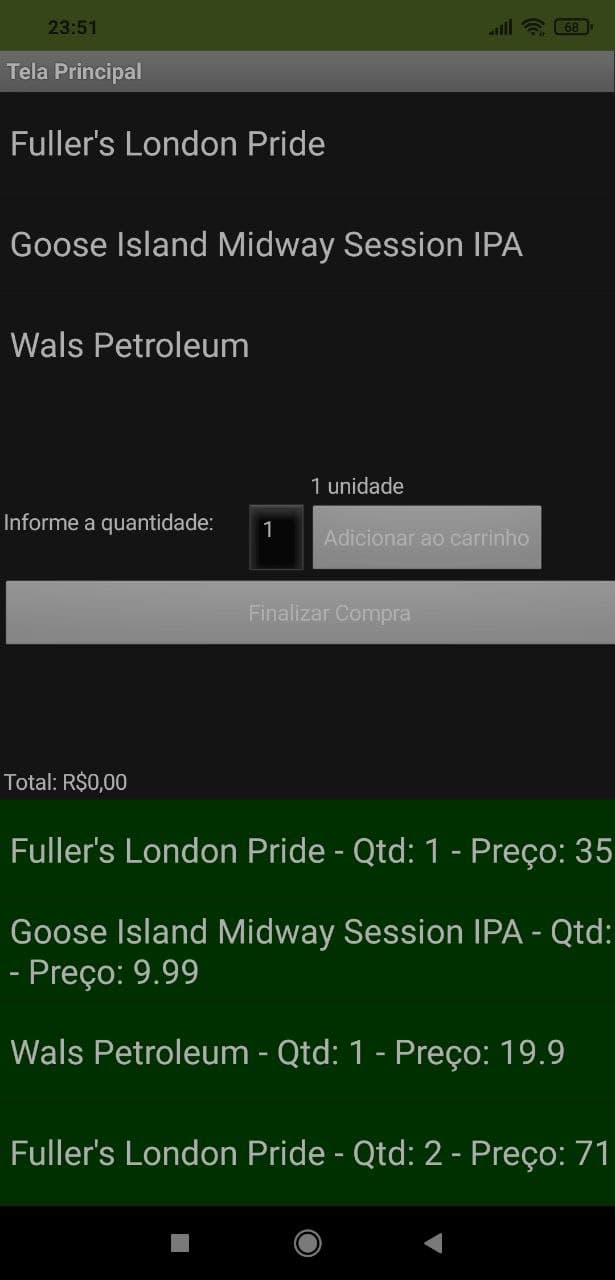 23:51
68
Tela Principal
Fuller's London Pride
Goose Island Midway Session IPA
Wals Petroleum
1 unidade
Informe a quantidade:
1
Adicionar ao carrinho
Finalizar Compra
Total: R$0,00
Fuller's London Pride - Qtd: 1 - Preço: 35
Goose Island Midway Session IPA - Qtd:
- Preço: 9.99
Wals Petroleum - Qtd: 1 - Preço: 19.9
Fuller's London Pride - Qtd: 2 - Preço: 71